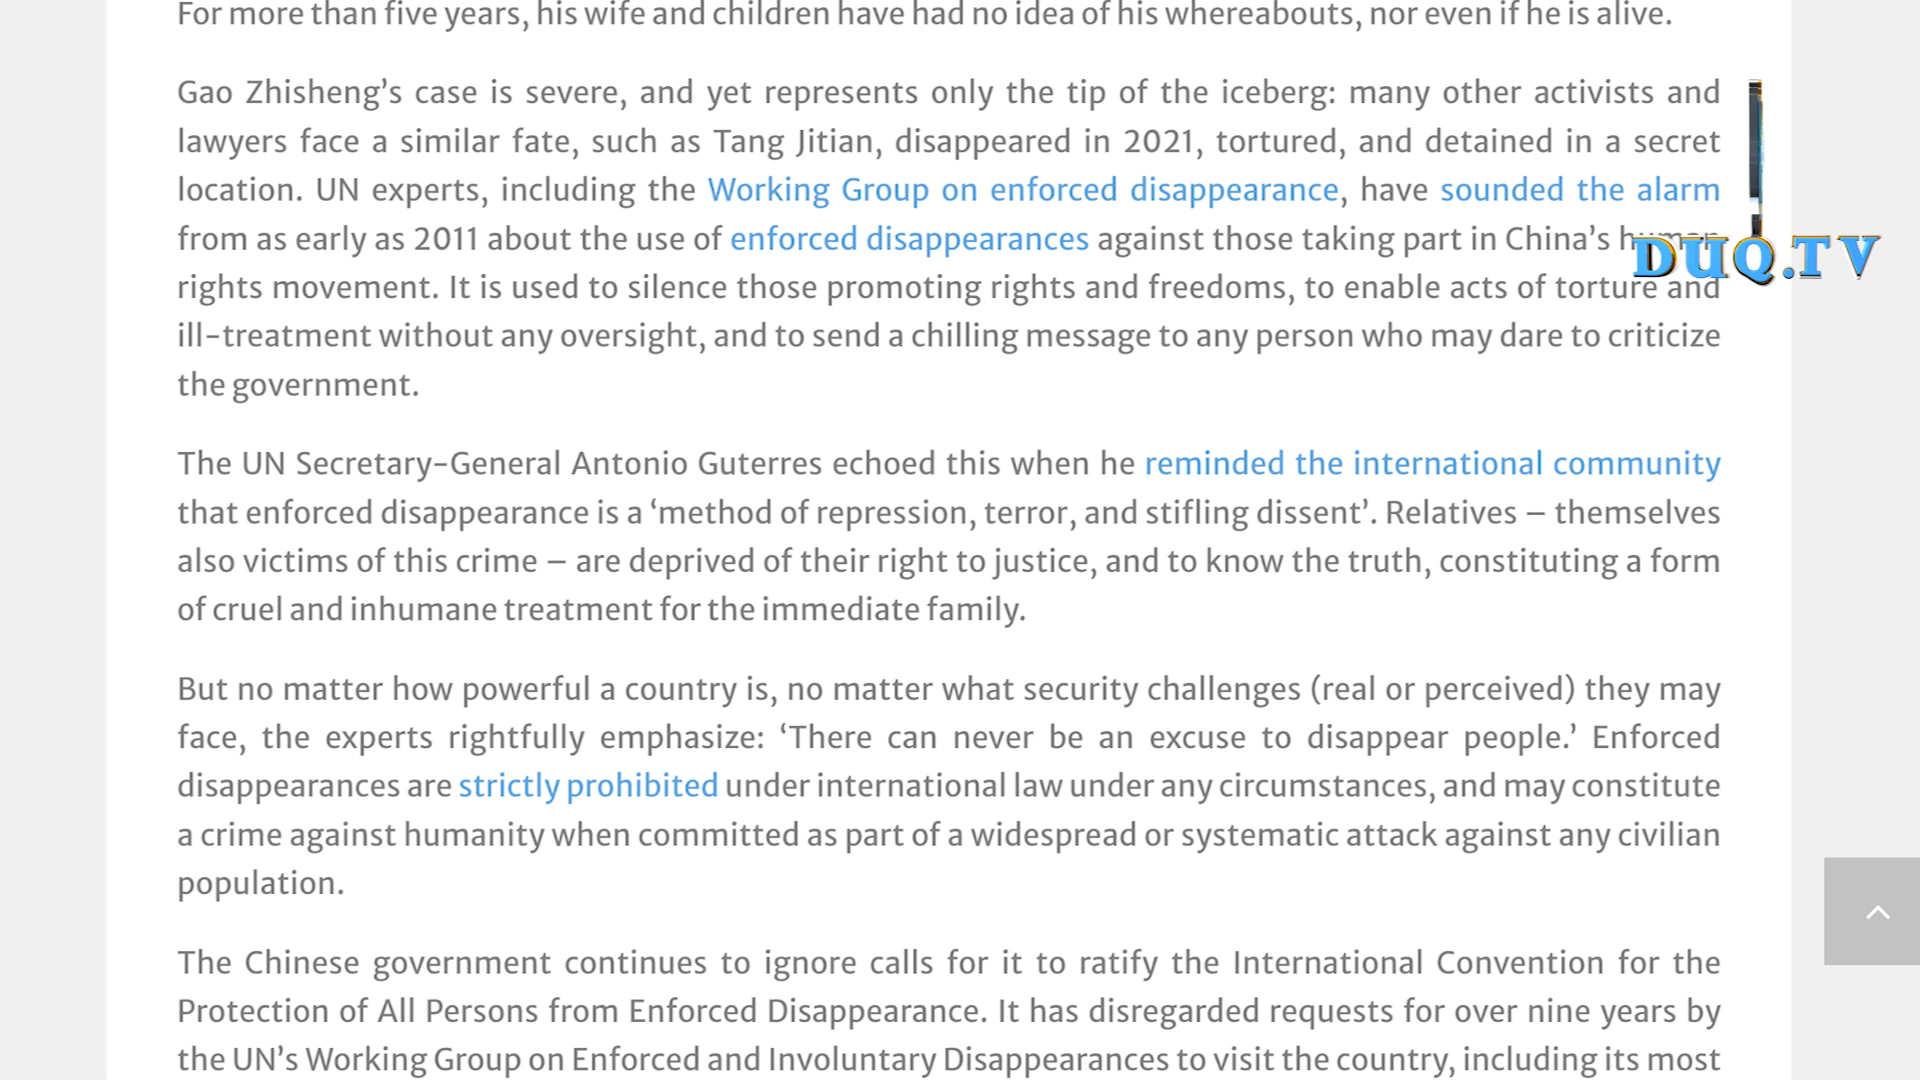 For more than five years, his wife and children have had no idea of his whereabouts, nor even if he is alive.
Gao Zhisheng’s case is severe, and yet represents only the tip of the iceberg: many other activists and
lawyers face a similar fate, such as Tang Jitian, disappeared in 2021, tortured, and detained in a secret
location. UN experts, including the Working Group on enforced disappearance, have sounded the alarm
from as early as 2011 about the use of enforced disappearances against those taking part in China’s human
rights movement. It is used to silence those promoting rights and freedoms, to enable acts of torture and
ill-treatment without any oversight, and to send a chilling message to any person who may dare to criticize
the government.
The UN Secretary-General Antonio Guterres echoed this when he reminded the international community
that enforced disappearance is a ‘method of repression, terror, and stifling dissent’. Relatives – themselves
also victims of this crime – are deprived of their right to justice, and to know the truth, constituting a form
of cruel and inhumane treatment for the immediate family.
But no matter how powerful a country is, no matter what security challenges (real or perceived) they may
face, the experts rightfully emphasize: ‘There can never be an excuse to disappear people.’ Enforced
disappearances are strictly prohibited under international law under any circumstances, and may constitute
a crime against humanity when committed as part of a widespread or systematic attack against any civilian
population.
The Chinese government continues to ignore calls for it to ratify the International Convention for the
Protection of All Persons from Enforced Disappearance. It has disregarded requests for over nine years by
the UN’s Working Group on Enforced and Involuntary Disappearances to visit the country, including its most
DUQ.TV